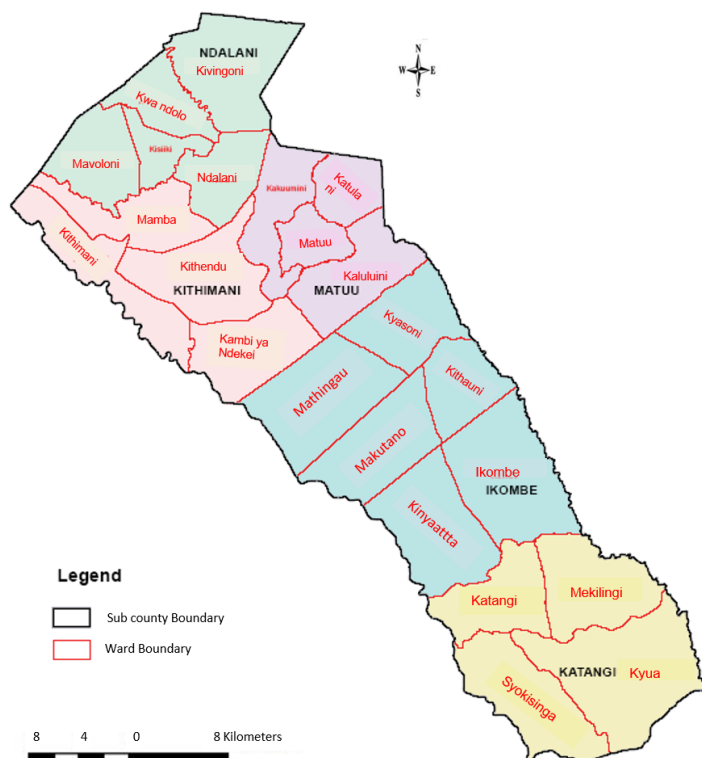 NDALANI
Kivingoni
N
W E
S
Kwa ndolo
Kisiiki
Mavoloni
Ndalani
Kakuumini
Katula
ni
Mamba
Kithimani
Matuu
Kithendu
KITHIMANI
Kaluluini
MATUU
Kyasoni
Kambi ya
Ndekei
Kithauni
Mathingau
Makutano
Ikombe
IKOMBE
Kinyaattta
Katangi
Mekilingi
KATANGI
Kyua
Syokisinga
Legend
Sub county Boundary
Ward Boundary
8 4 0 8 Kilometers